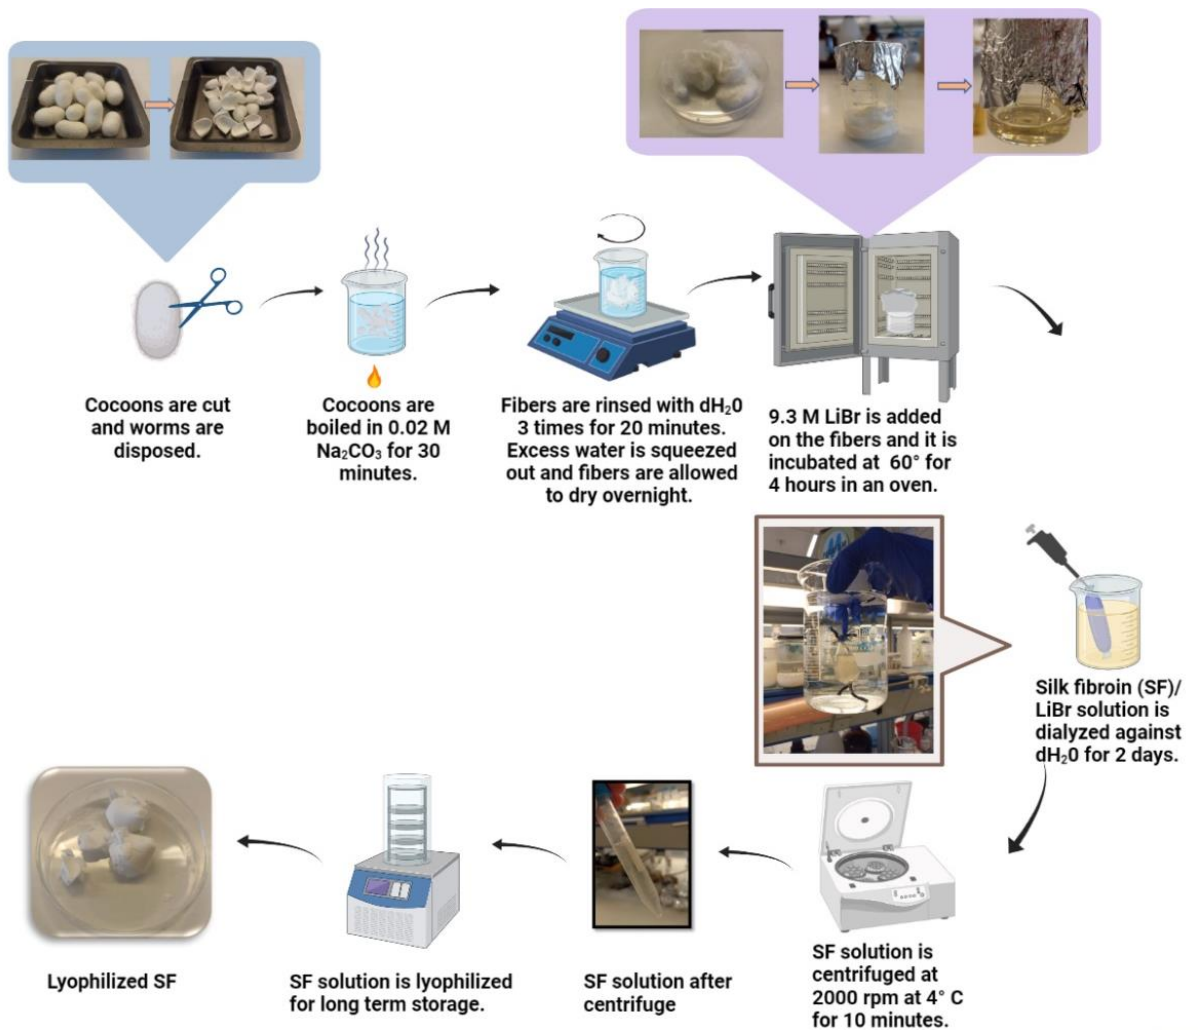 Cocoons are cut
and worms are
disposed.
Cocoons are
boiled in 0.02 M
Na₂CO₃ for 30
minutes.
Fibers are rinsed with dH₂0
3 times for 20 minutes.
Excess water is squeezed
out and fibers are allowed
to dry overnight.
9.3 M LiBr is added
on the fibers and it is
incubated at 60° for
4 hours in an oven.
Silk fibroin (SF)/
LiBr solution is
dialyzed against
dH₂0 for 2 days.
SF solution is
centrifuged at
2000 rpm at 4° C
for 10 minutes.
SF solution after
centrifuge
SF solution is lyophilized
for long term storage.
Lyophilized SF